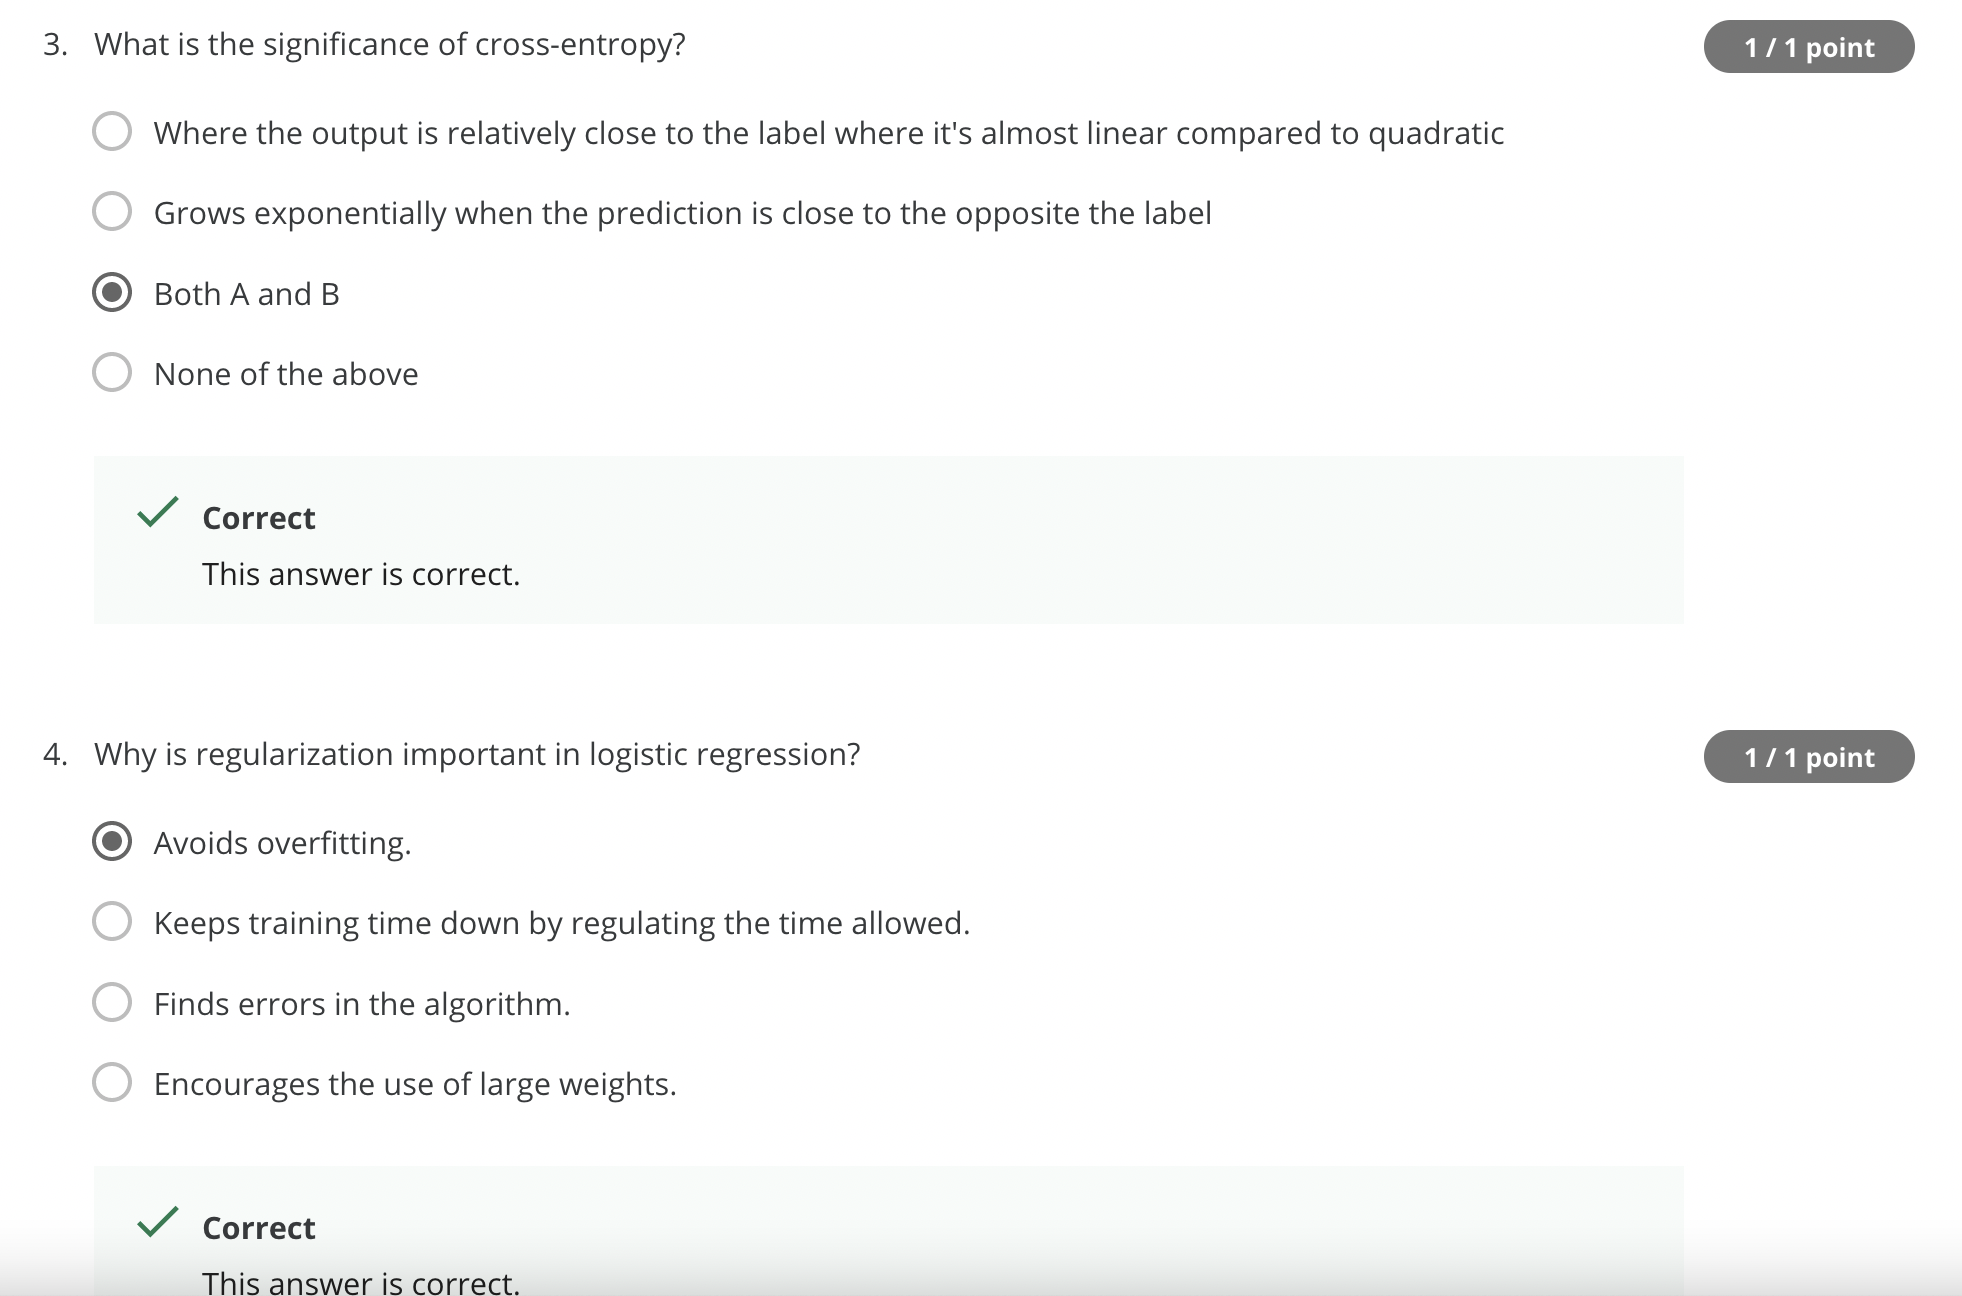 3. What is the significance of cross-entropy?
1 / 1 point
Where the output is relatively close to the label where it's almost linear compared to quadratic
Grows exponentially when the prediction is close to the opposite the label
Both A and B
None of the above
Correct
This answer is correct.
4. Why is regularization important in logistic regression?
1 / 1 point
Avoids overfitting.
Keeps training time down by regulating the time allowed.
Finds errors in the algorithm.
Encourages the use of large weights.
Correct
This answer is correct.